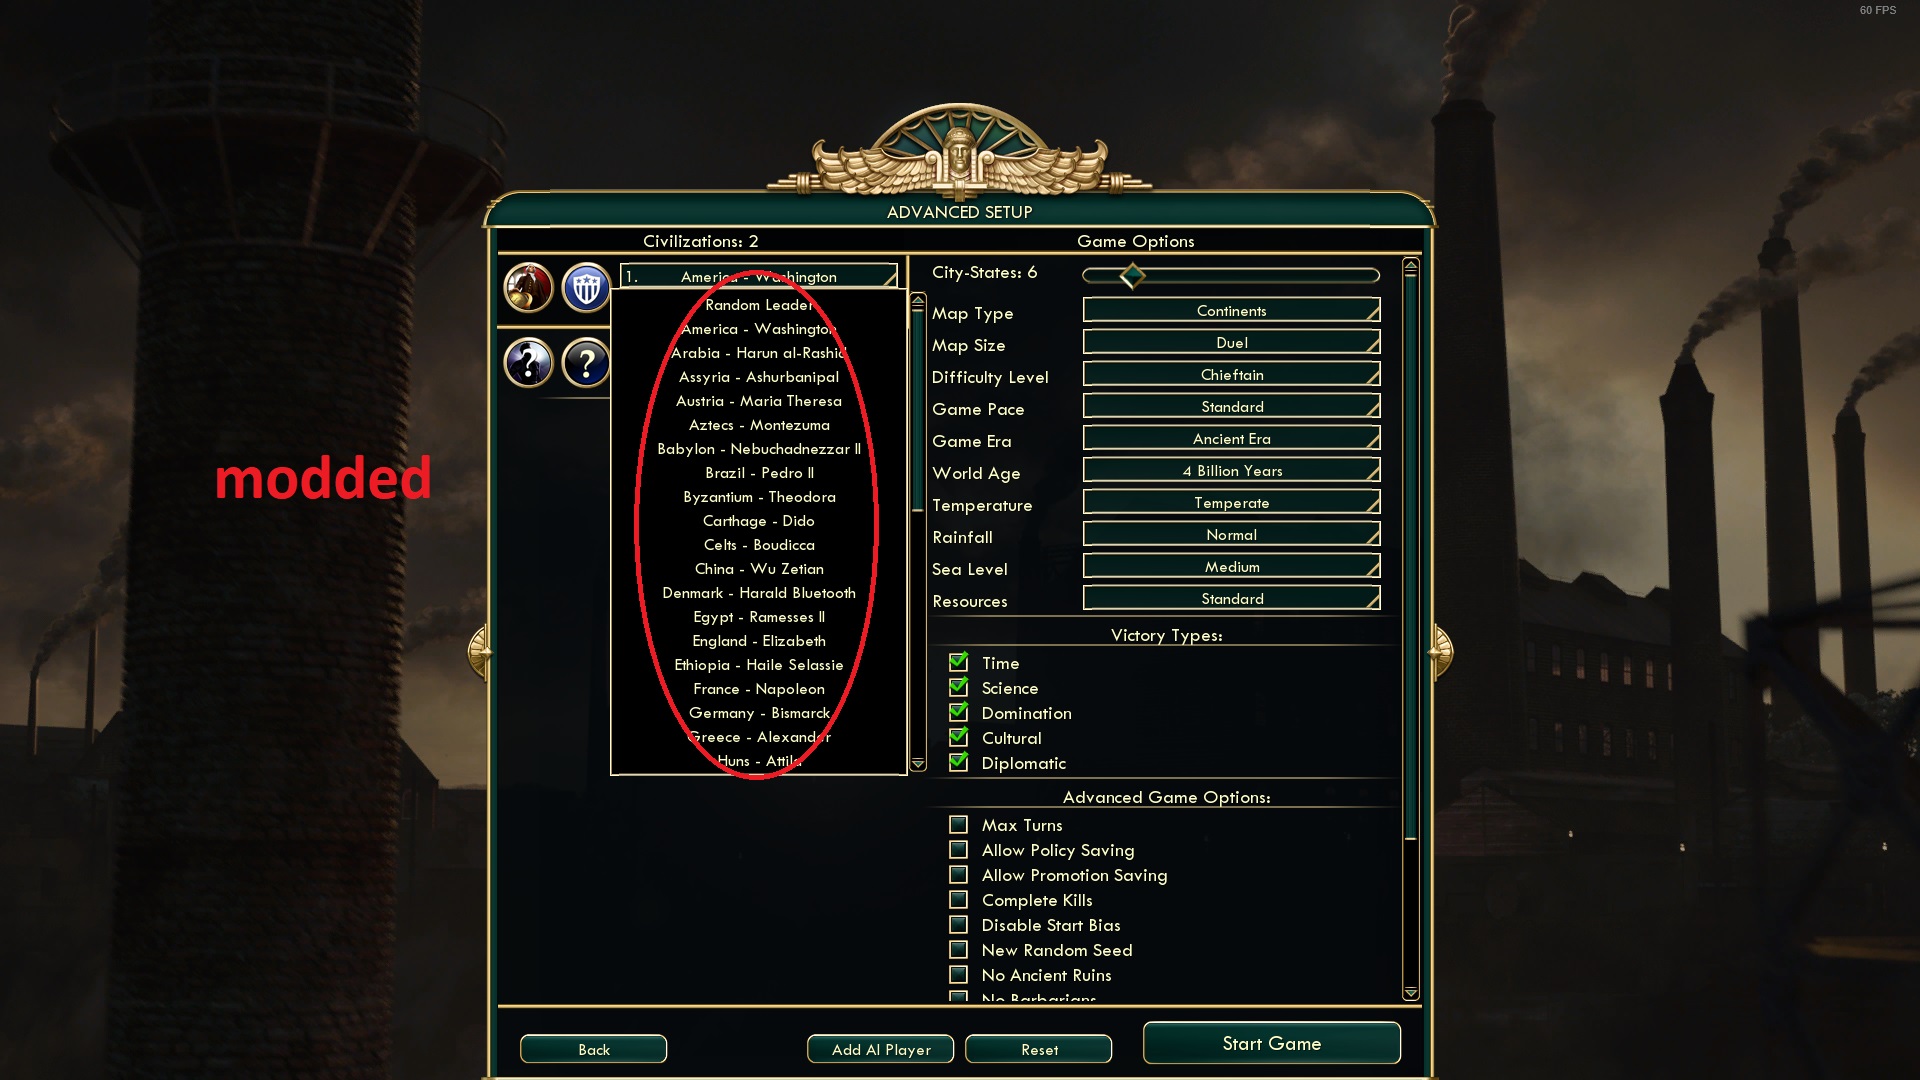 60 FPS
ADVANCED SETUP
Civilizations: 2
Game Options
1. America - Washington
Random Leader
America - Washington
Arabia - Harun al-Rashid
Assyria - Ashurbanipal
Austria - Maria Theresa
Aztecs - Montezuma
Babylon - Nebuchadnezzar II
Brazil - Pedro II
Byzantium - Theodora
Carthage - Dido
Celts - Boudicca
China - Wu Zetian
Denmark - Harald Bluetooth
Egypt - Ramesses II
England - Elizabeth
Ethiopia - Haile Selassie
France - Napoleon
Germany - Bismarck
Greece - Alexander
Huns - Attila
modded
City-States: 6
Map Type Continents
Map Size Duel
Difficulty Level Chieftain
Game Pace Standard
Game Era Ancient Era
World Age 4 Billion Years
Temperature Temperate
Rainfall Normal
Sea Level Medium
Resources Standard
Victory Types:
Time
Science
Domination
Cultural
Diplomatic
Advanced Game Options:
Max Turns
Allow Policy Saving
Allow Promotion Saving
Complete Kills
Disable Start Bias
New Random Seed
No Ancient Ruins
No Barbarians
Back
Add AI Player
Reset
Start Game